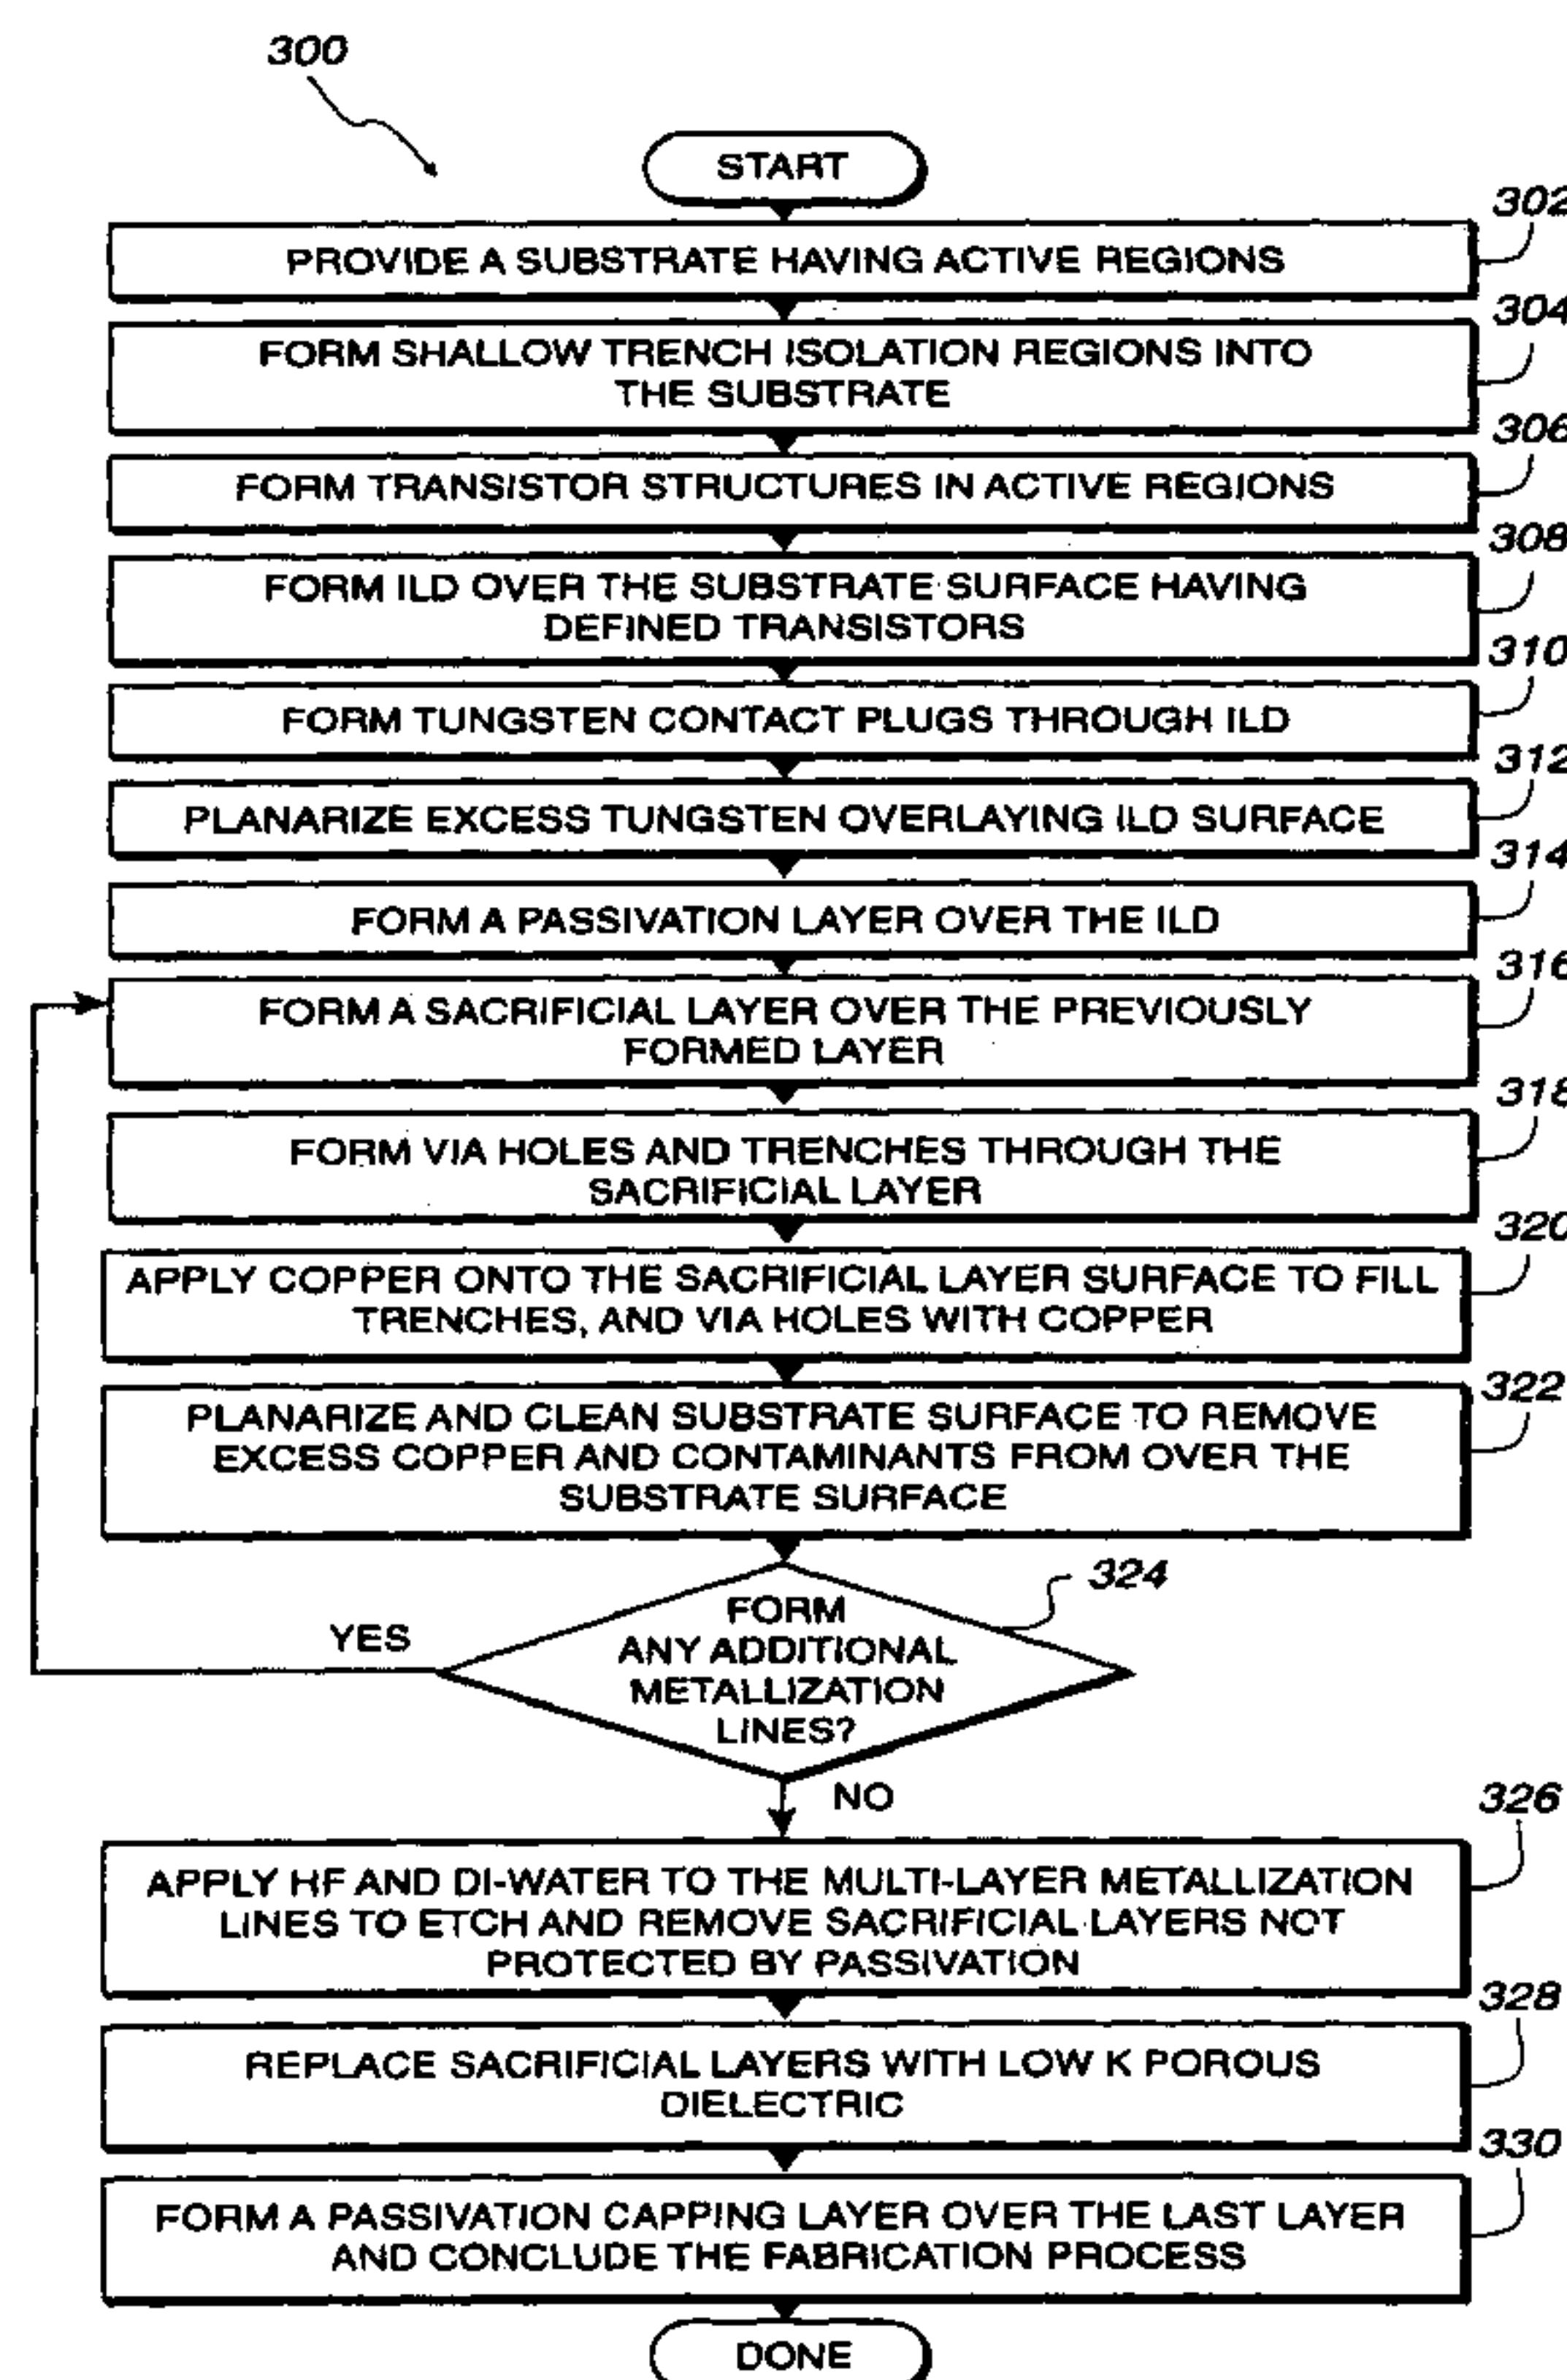 300
START
302
PROVIDE A SUBSTRATE HAVING ACTIVE REGIONS
304
FORM SHALLOW TRENCH ISOLATION REGIONS INTO
THE SUBSTRATE
306
FORM TRANSISTOR STRUCTURES IN ACTIVE REGIONS
308
FORM ILD OVER THE SUBSTRATE SURFACE HAVING
DEFINED TRANSISTORS
310
FORM TUNGSTEN CONTACT PLUGS THROUGH ILD
312
PLANARIZE EXCESS TUNGSTEN OVERLAYING ILD SURFACE
314
FORM A PASSIVATION LAYER OVER THE ILD
316
FORM A SACRIFICIAL LAYER OVER THE PREVIOUSLY
FORMED LAYER
318
FORM VIA HOLES AND TRENCHES THROUGH THE
SACRIFICIAL LAYER
320
APPLY COPPER ONTO THE SACRIFICIAL LAYER SURFACE TO FILL
TRENCHES, AND VIA HOLES WITH COPPER
322
PLANARIZE AND CLEAN SUBSTRATE SURFACE TO REMOVE
EXCESS COPPER AND CONTAMINANTS FROM OVER THE
SUBSTRATE SURFACE
324
FORM
ANY ADDITIONAL
METALLIZATION
LINES?
YES
NO
326
APPLY HF AND DI-WATER TO THE MULTI-LAYER METALLIZATION
LINES TO ETCH AND REMOVE SACRIFICIAL LAYERS NOT
PROTECTED BY PASSIVATION
328
REPLACE SACRIFICIAL LAYERS WITH LOW K POROUS
DIELECTRIC
330
FORM A PASSIVATION CAPPING LAYER OVER THE LAST LAYER
AND CONCLUDE THE FABRICATION PROCESS
DONE